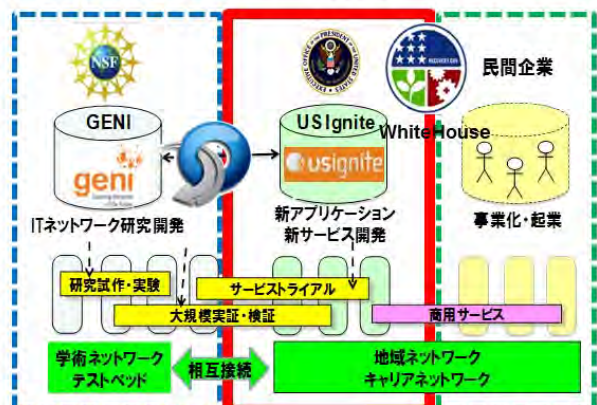 NSF
民間企業
GENI
USIgnite
WhiteHouse
geni
usignite
ITネットワーク研究開発
新アプリケーション
新サービス開発
事業化・起業
研究試作・実験
サービストライアル
大規模実証・検証
商用サービス
学術ネットワーク
テストベッド
相互接続
地域ネットワーク
キャリアネットワーク